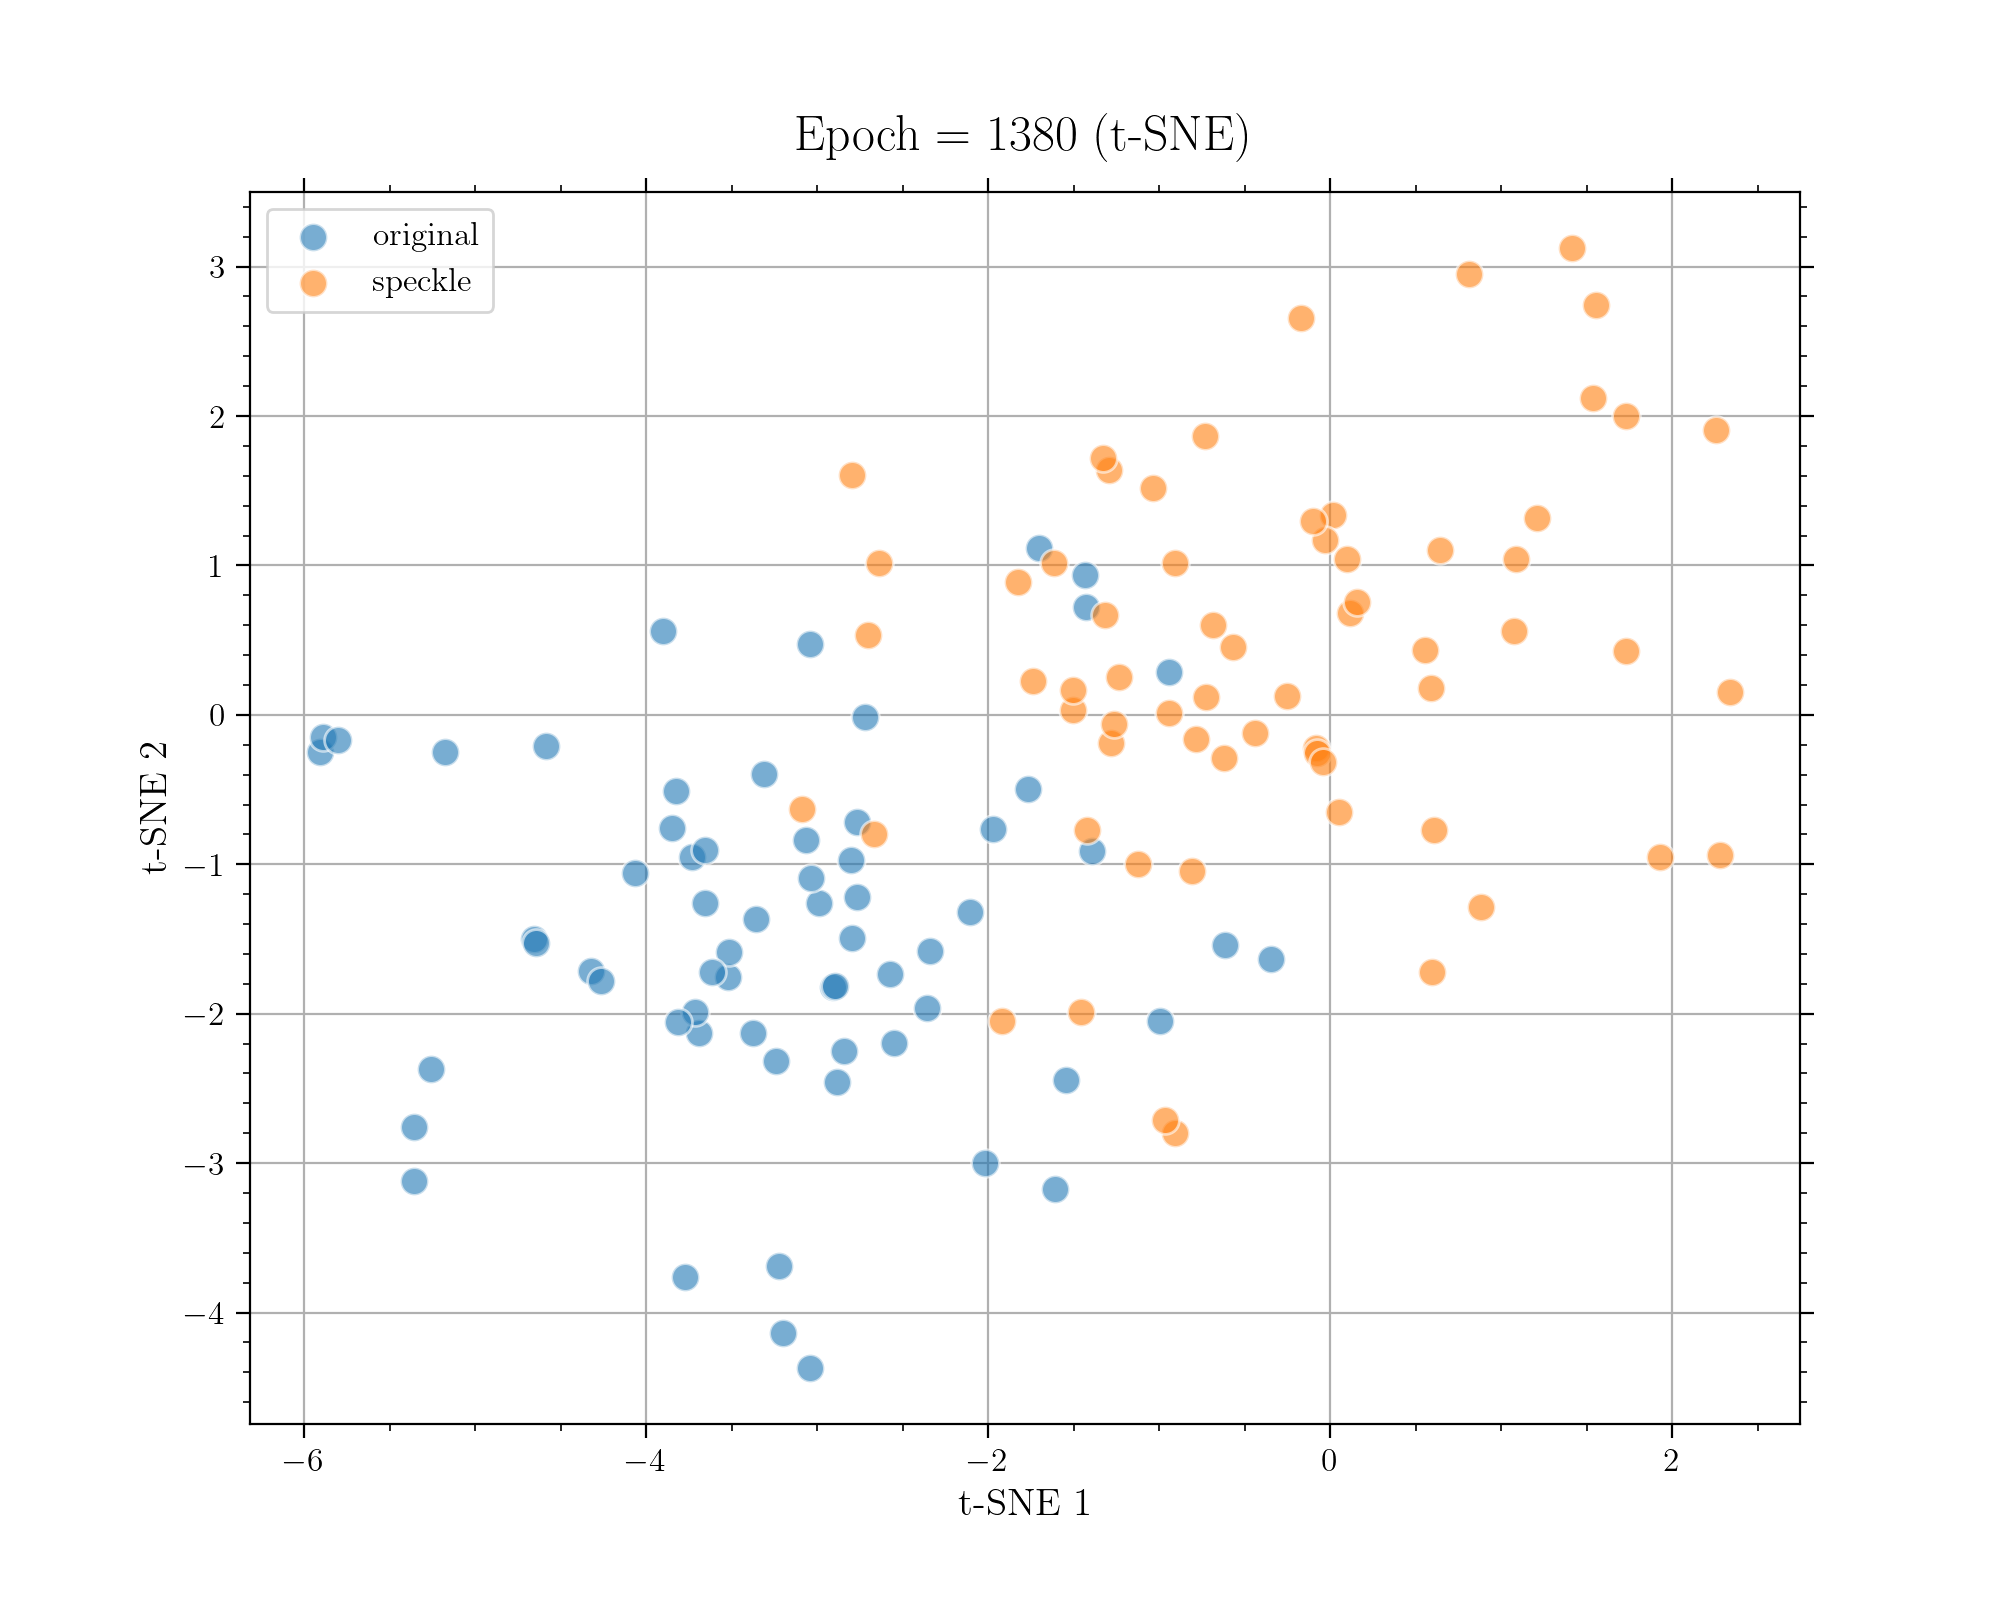 Epoch = 1380 (t-SNE)
original
speckle
3
2
1
0
−1
−2
−3
−4
t-SNE 2
−6
−4
−2
0
2
t-SNE 1